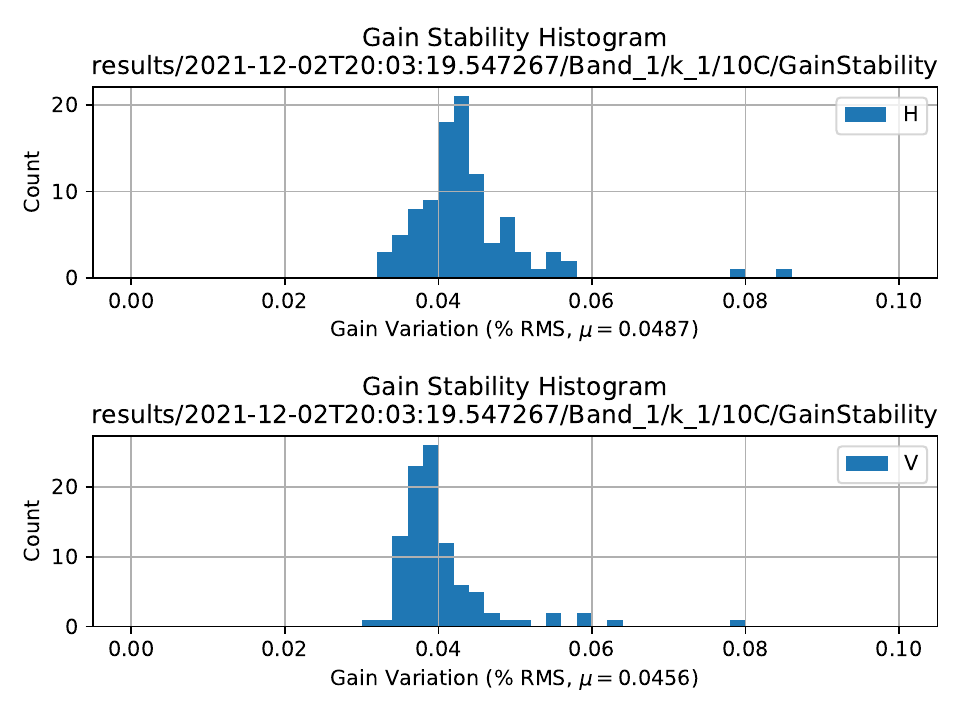 Gain Stability Histogram
results/2021-12-02T20:03:19.547267/Band_1/k_1/10C/GainStability
20
10
0
Count
H
0.00 0.02 0.04 0.06 0.08 0.10
Gain Variation (% RMS, μ = 0.0487)
Gain Stability Histogram
results/2021-12-02T20:03:19.547267/Band_1/k_1/10C/GainStability
20
10
0
Count
V
0.00 0.02 0.04 0.06 0.08 0.10
Gain Variation (% RMS, μ = 0.0456)